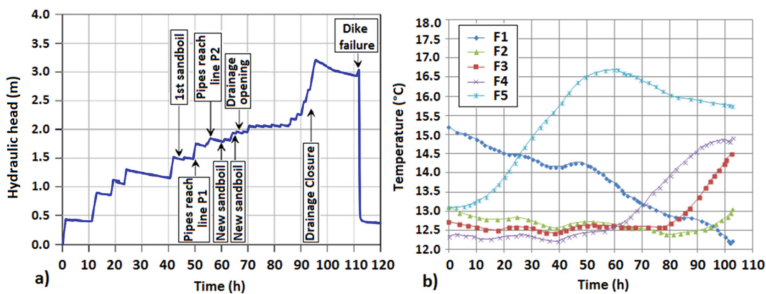 4.0
3.5
3.0
2.5
2.0
1.5
1.0
0.5
0.0
Hydraulic head (m)
0 10 20 30 40 50 60 70 80 90 100 110 120
Time (h)
a)
1st sandboil
Pipes reach
line P2
Drainage
opening
Dike
failure
Pipes reach
line P1
New sandboil
New sandboil
Drainage Closure
18.0
17.5
17.0
16.5
16.0
15.5
15.0
14.5
14.0
13.5
13.0
12.5
12.0
Temperature (°C)
F1
F2
F3
F4
F5
0 10 20 30 40 50 60 70 80 90 100 110
Time (h)
b)